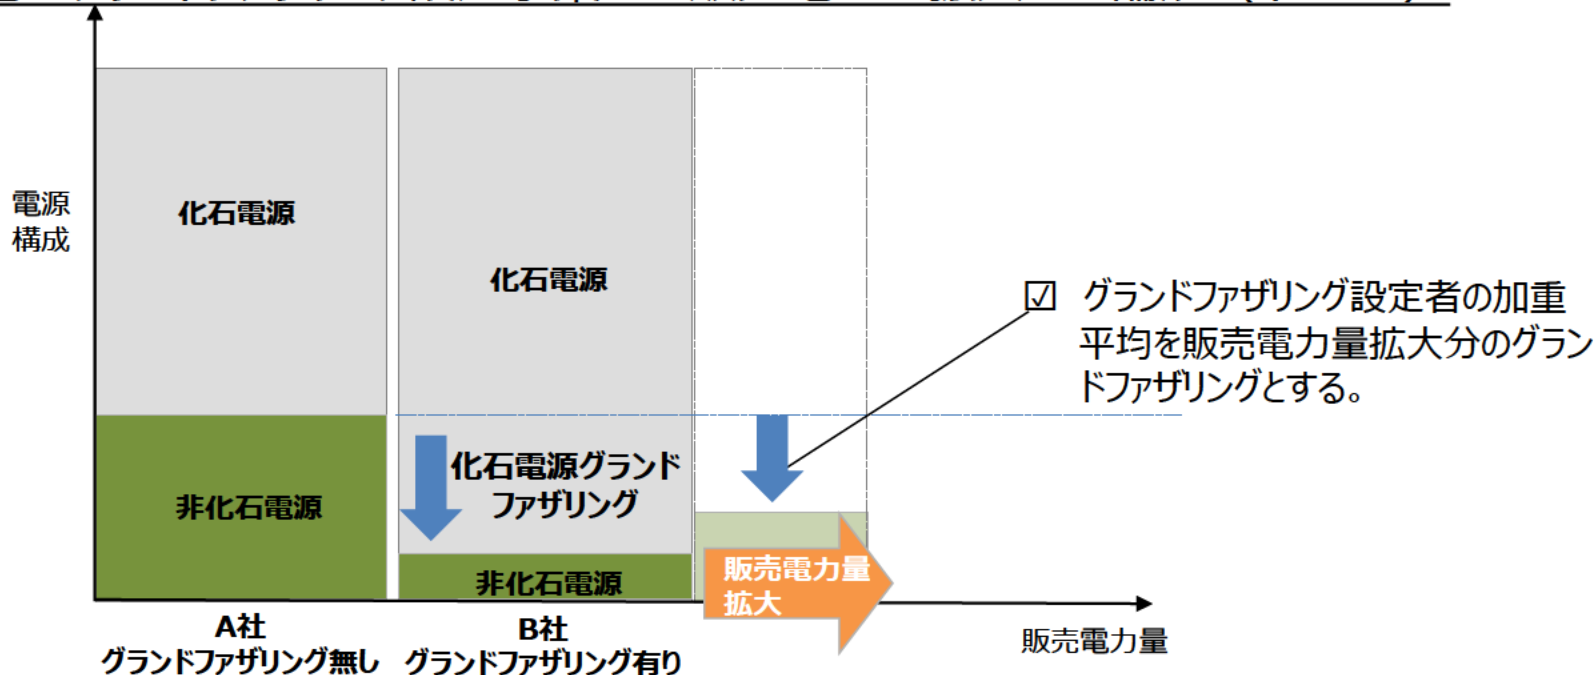 電源
構成
化石電源
化石電源
☑ グランドファザリング設定者の加重
平均を販売電力量拡大分のグラン
ドファザリングとする。
化石電源グランド
ファザリング
非化石電源
非化石電源
販売電力量
拡大
A社
グランドファザリング無し
B社
グランドファザリング有り
販売電力量